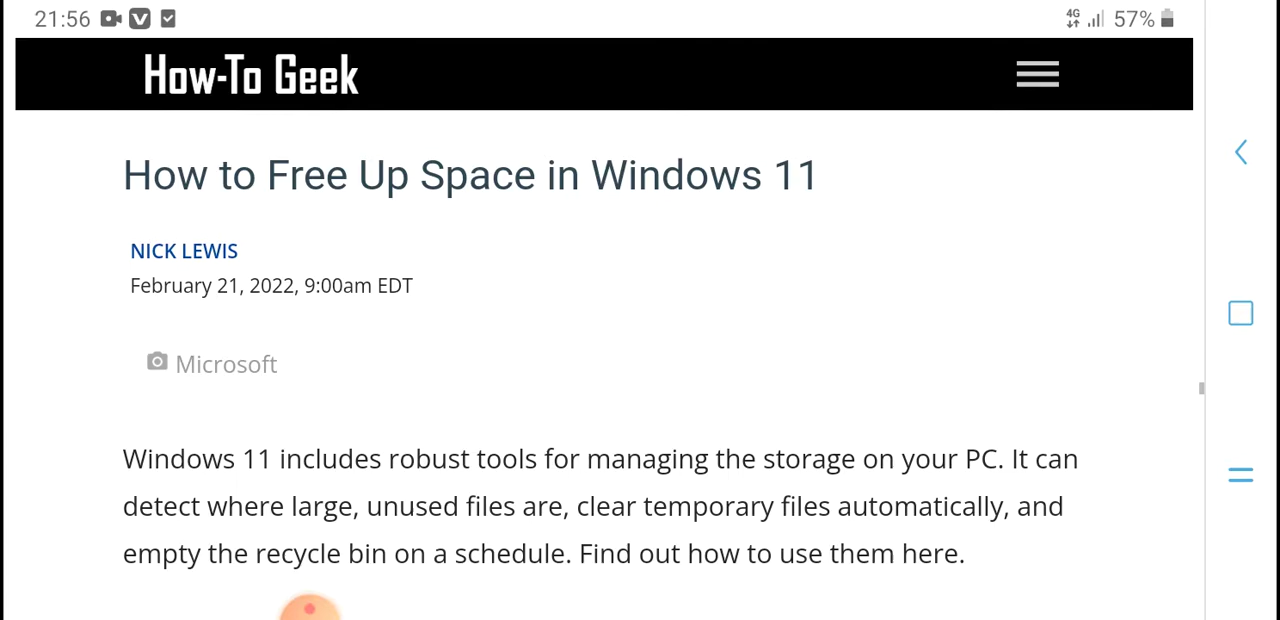 21:56
4G 57%
How-To Geek
How to Free Up Space in Windows 11
NICK LEWIS
February 21, 2022, 9:00am EDT
Microsoft
Windows 11 includes robust tools for managing the storage on your PC. It can
detect where large, unused files are, clear temporary files automatically, and
empty the recycle bin on a schedule. Find out how to use them here.